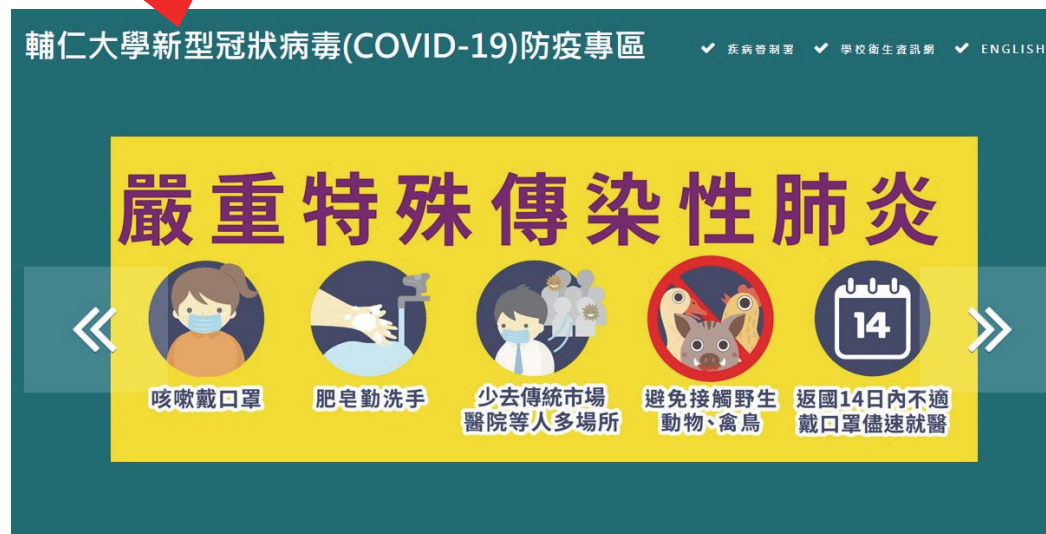 輔仁大學新型冠狀病毒(COVID-19)防疫專區
✔ 疾病管制署 ✔ 學校衛生資訊網 ✔ ENGLISH
嚴重特殊傳染性肺炎
14
咳嗽戴口罩
肥皂勤洗手
少去傳統市場
醫院等人多場所
避免接觸野生
動物、禽鳥
返國14日內不適
戴口罩儘速就醫